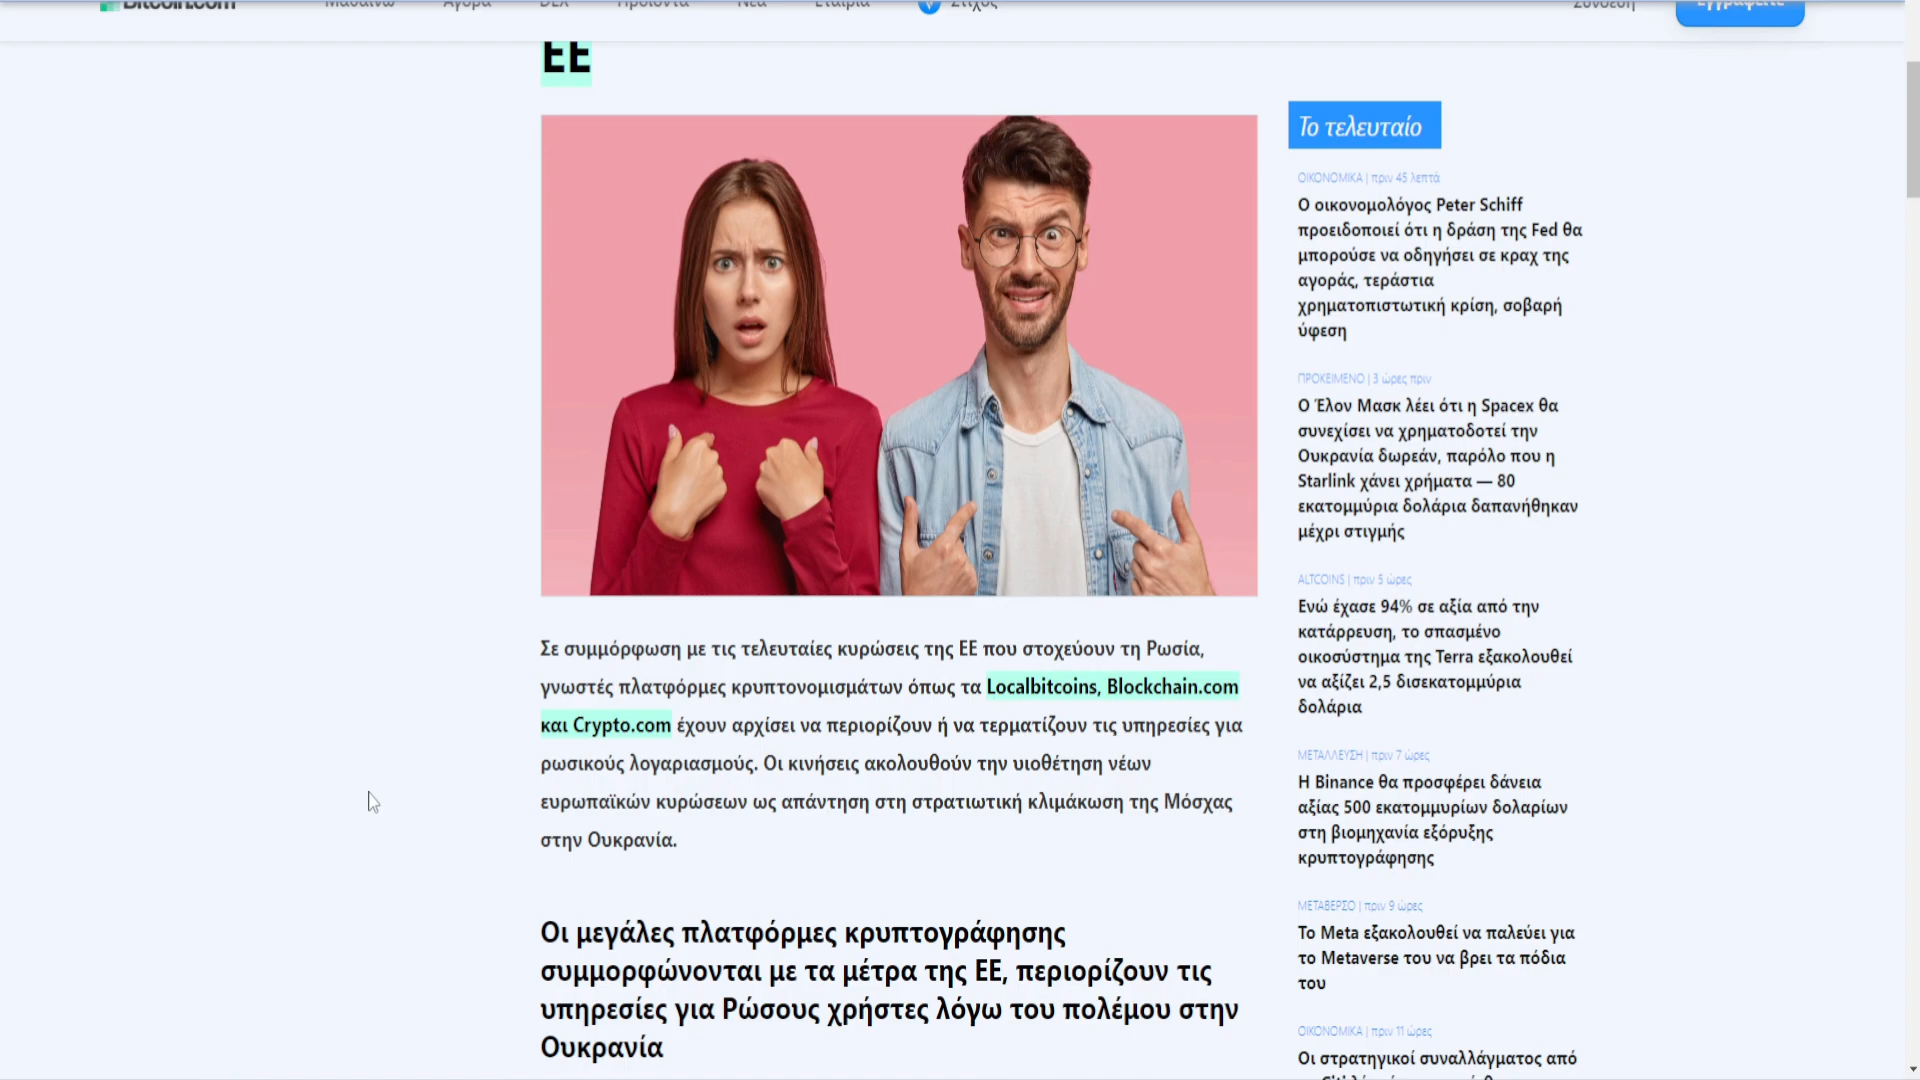 Bitcoin.com Μαθαίνω Αγορά DEX Προϊόντα Νέα Εταιρία Στίχος Σύνδεση Εγγραφείτε
ΕΕ
Το τελευταίο
ΟΙΚΟΝΟΜΙΚΑ | πριν 45 λεπτά
Ο οικονομολόγος Peter Schiff
προειδοποιεί ότι η δράση της Fed θα
μπορούσε να οδηγήσει σε κραχ της
αγοράς, τεράστια
χρηματοπιστωτική κρίση, σοβαρή
ύφεση
ΠΡΟΚΕΙΜΕΝΟ | 3 ώρες πριν
Ο Έλον Μασκ λέει ότι η Spacex θα
συνεχίσει να χρηματοδοτεί την
Ουκρανία δωρεάν, παρόλο που η
Starlink χάνει χρήματα — 80
εκατομμύρια δολάρια δαπανήθηκαν
μέχρι στιγμής
ALTCOINS | πριν 5 ώρες
Ενώ έχασε 94% σε αξία από την
κατάρρευση, το σπασμένο
οικοσύστημα της Terra εξακολουθεί
να αξίζει 2,5 δισεκατομμύρια
δολάρια
ΜΕΤΑΛΛΕΥΣΗ | πριν 7 ώρες
Η Binance θα προσφέρει δάνεια
αξίας 500 εκατομμυρίων δολαρίων
στη βιομηχανία εξόρυξης
κρυπτογράφησης
ΜΕΤΑΒΕΡΣΟ | πριν 9 ώρες
Το Meta εξακολουθεί να παλεύει για
το Metaverse του να βρει τα πόδια
του
ΟΙΚΟΝΟΜΙΚΑ | πριν 11 ώρες
Οι στρατηγικοί συναλλάγματος από
Σε συμμόρφωση με τις τελευταίες κυρώσεις της ΕΕ που στοχεύουν τη Ρωσία,
γνωστές πλατφόρμες κρυπτονομισμάτων όπως τα Localbitcoins, Blockchain.com
και Crypto.com έχουν αρχίσει να περιορίζουν ή να τερματίζουν τις υπηρεσίες για
ρωσικούς λογαριασμούς. Οι κινήσεις ακολουθούν την υιοθέτηση νέων
ευρωπαϊκών κυρώσεων ως απάντηση στη στρατιωτική κλιμάκωση της Μόσχας
στην Ουκρανία.
Οι μεγάλες πλατφόρμες κρυπτογράφησης
συμμορφώνονται με τα μέτρα της ΕΕ, περιορίζουν τις
υπηρεσίες για Ρώσους χρήστες λόγω του πολέμου στην
Ουκρανία